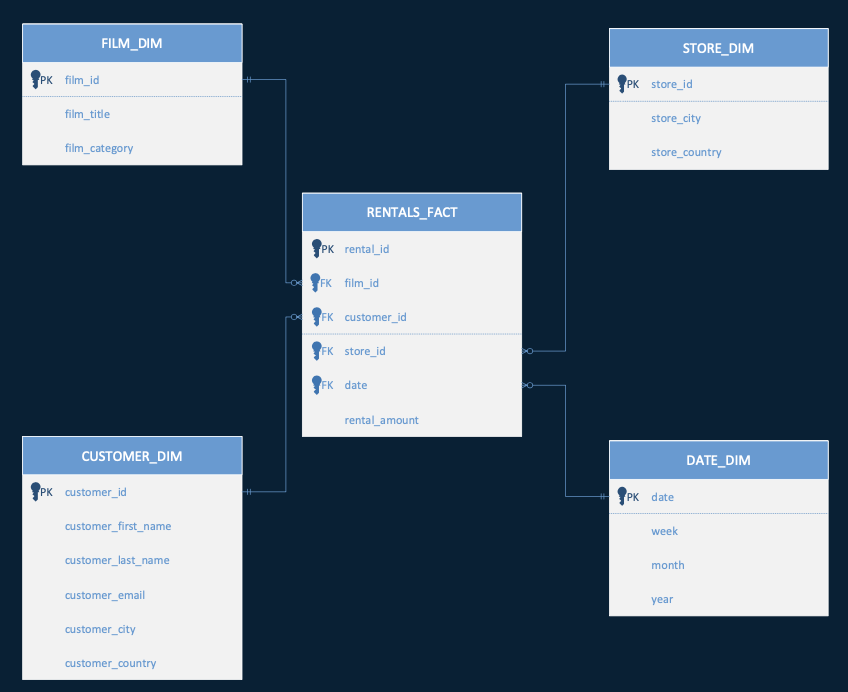 FILM_DIM
PK film_id
film_title
film_category
STORE_DIM
PK store_id
store_city
store_country
RENTALS_FACT
PK rental_id
FK film_id
FK customer_id
FK store_id
FK date
rental_amount
CUSTOMER_DIM
PK customer_id
customer_first_name
customer_last_name
customer_email
customer_city
customer_country
DATE_DIM
PK date
week
month
year